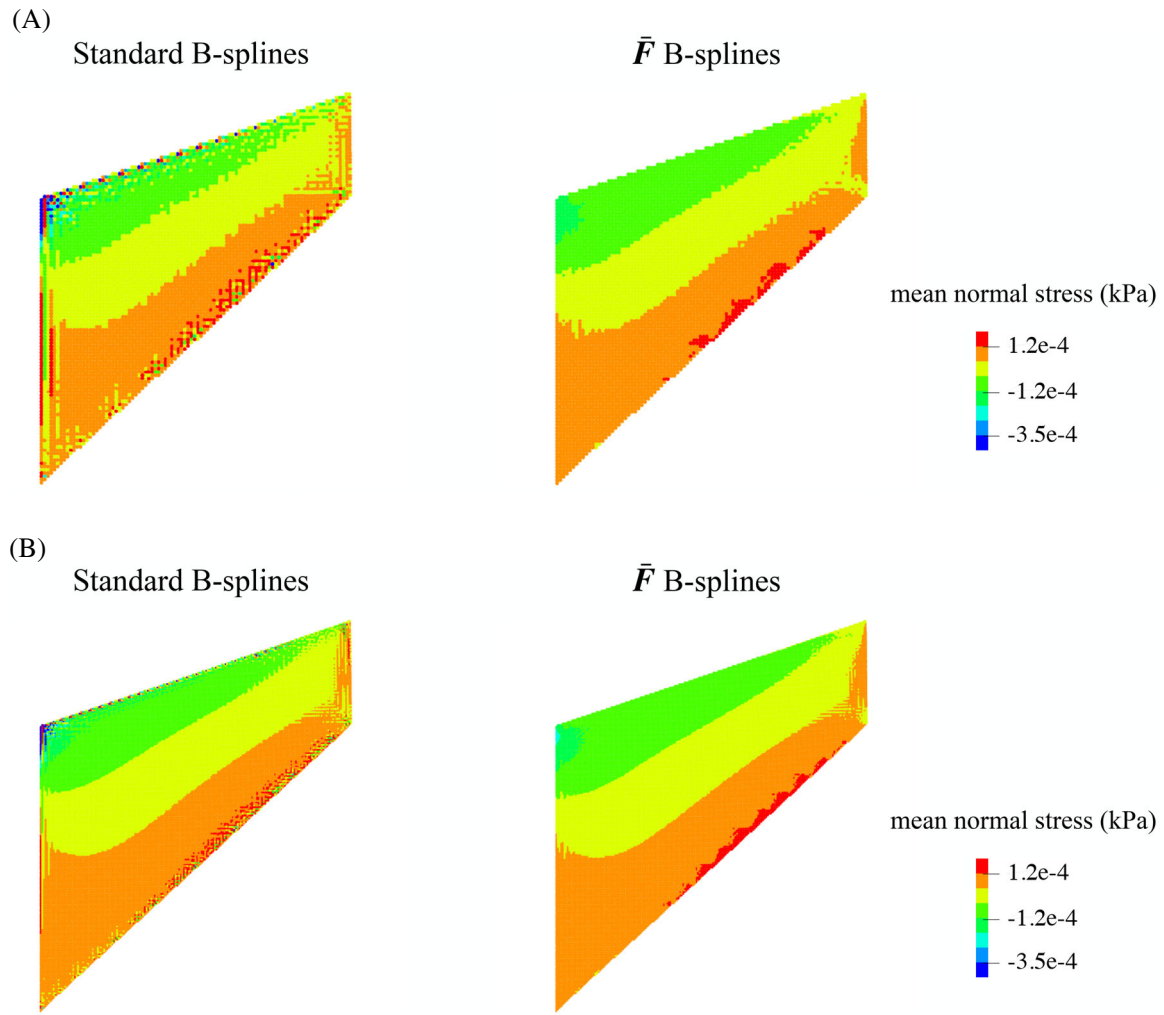 (A)
Standard B-splines
F̄ B-splines
mean normal stress (kPa)
1.2e-4
-1.2e-4
-3.5e-4
(B)
Standard B-splines
F̄ B-splines
mean normal stress (kPa)
1.2e-4
-1.2e-4
-3.5e-4